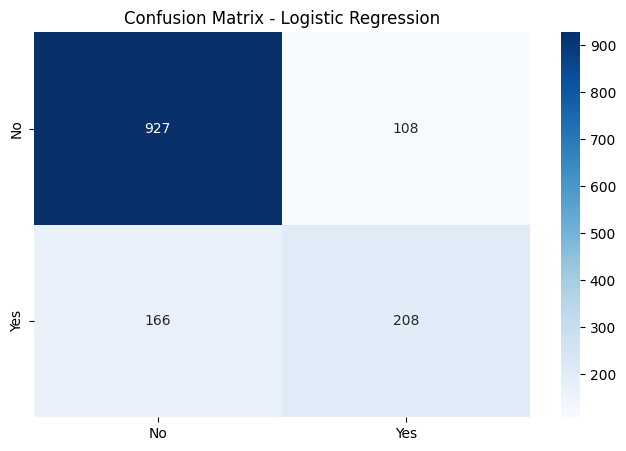 Confusion Matrix - Logistic Regression
No
927
108
Yes
166
208
No
Yes
900
800
700
600
500
400
300
200